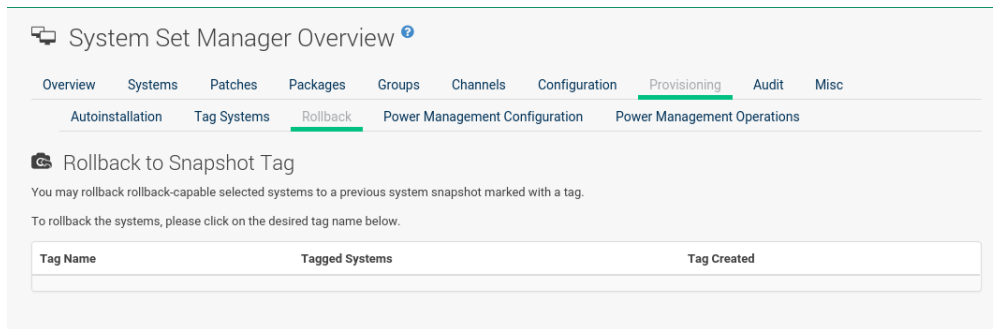 System Set Manager Overview ?
Overview Systems Patches Packages Groups Channels Configuration Provisioning Audit Misc
Autoinstallation Tag Systems Rollback Power Management Configuration Power Management Operations
Rollback to Snapshot Tag
You may rollback rollback-capable selected systems to a previous system snapshot marked with a tag.
To rollback the systems, please click on the desired tag name below.
Tag Name Tagged Systems Tag Created